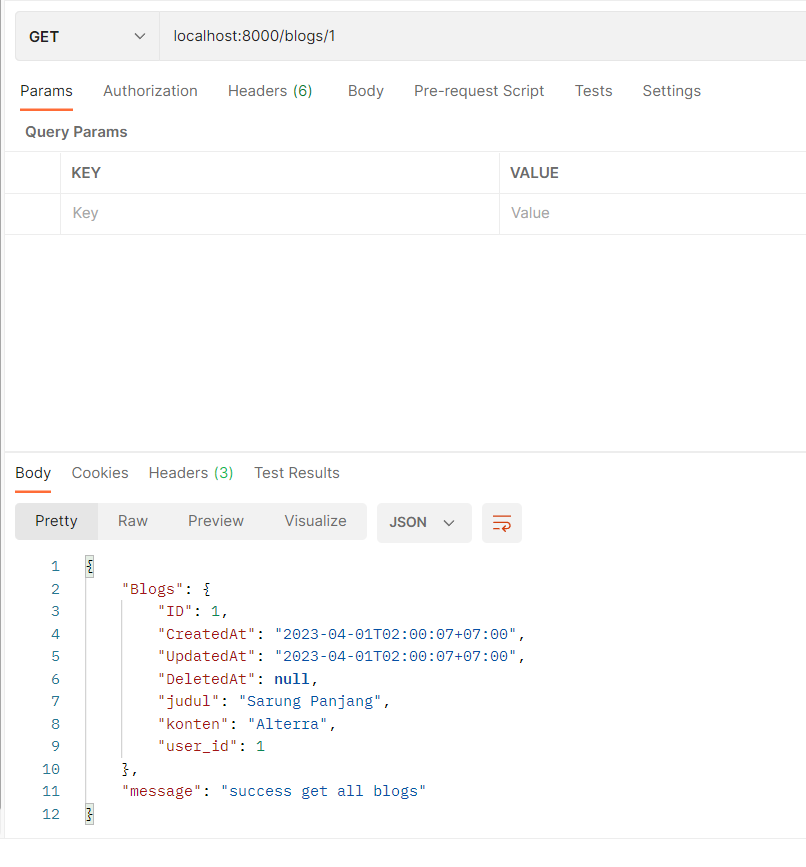 GET localhost:8000/blogs/1
Params Authorization Headers (6) Body Pre-request Script Tests Settings
Query Params
KEY VALUE
Key Value
Body Cookies Headers (3) Test Results
Pretty Raw Preview Visualize JSON
1 {
2 "Blogs": {
3 "ID": 1,
4 "CreatedAt": "2023-04-01T02:00:07+07:00",
5 "UpdatedAt": "2023-04-01T02:00:07+07:00",
6 "DeletedAt": null,
7 "judul": "Sarung Panjang",
8 "konten": "Alterra",
9 "user_id": 1
10 },
11 "message": "success get all blogs"
12 }